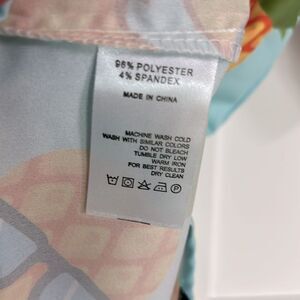 96% POLYESTER
4% SPANDEX
MADE IN CHINA
MACHINE WASH COLD
WASH WITH SIMILAR COLORS
DO NOT BLEACH
TUMBLE DRY LOW
WARM IRON
FOR BEST RESULTS
DRY CLEAN
P